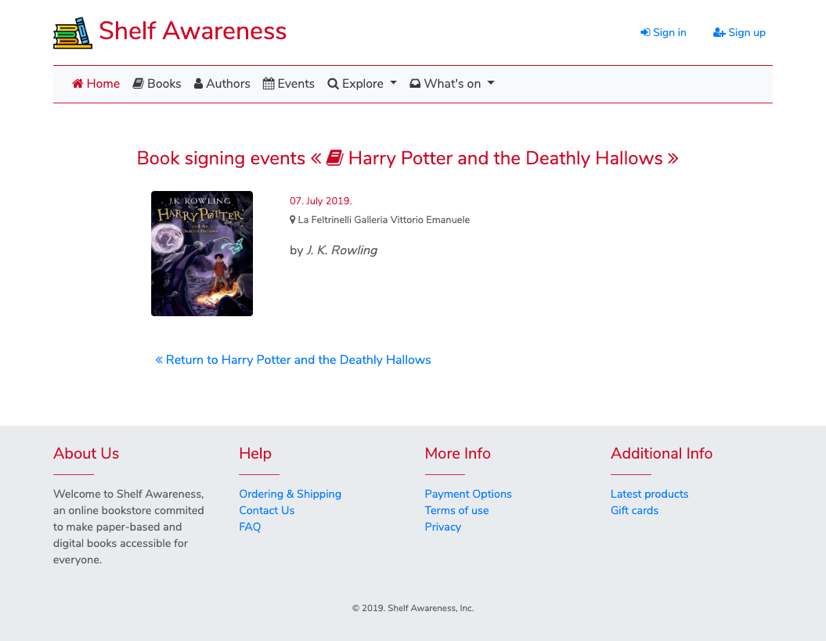 Shelf Awareness
Sign in
Sign up
Home
Books
Authors
Events
Explore
What's on
Book signing events « Harry Potter and the Deathly Hallows »
J.K. ROWLING
HARRY POTTER
and the
Deathly Hallows
07. July 2019.
La Feltrinelli Galleria Vittorio Emanuele
by J. K. Rowling
« Return to Harry Potter and the Deathly Hallows
About Us
Welcome to Shelf Awareness,
an online bookstore commited
to make paper-based and
digital books accessible for
everyone.
Help
Ordering & Shipping
Contact Us
FAQ
More Info
Payment Options
Terms of use
Privacy
Additional Info
Latest products
Gift cards
© 2019. Shelf Awareness, Inc.